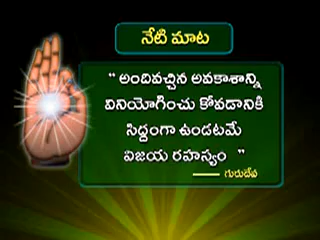 నేటి మాట
“ అందివచ్చిన అవకాశాన్ని
వినియోగించు కోవడానికి
సిద్దంగా ఉండటమే
విజయ రహస్యం ”
—— గురుదేవ